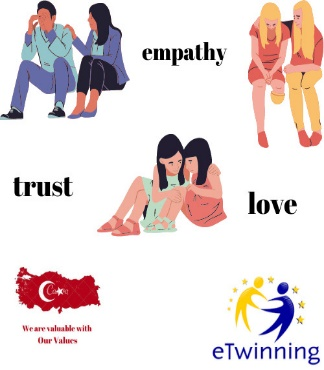 empathy
trust
love
We are valuable with
Our Values
eTwinning